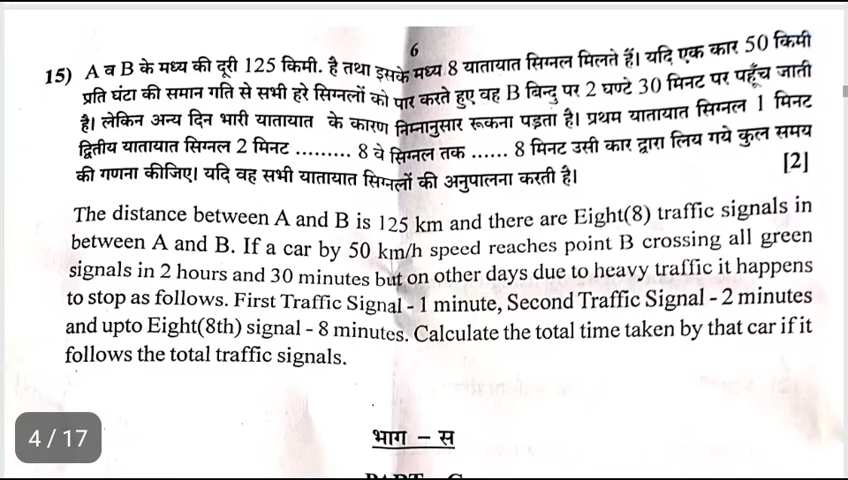 6
15) A व B के मध्य की दूरी 125 किमी. है तथा इसके मध्य 8 यातायात सिग्नल मिलते हैं। यदि एक कार 50 किमी
प्रति घंटा की समान गति से सभी हरे सिग्नलों को पार करते हुए वह B बिन्दु पर 2 घण्टे 30 मिनट पर पहुँच जाती
है। लेकिन अन्य दिन भारी यातायात के कारण निम्नानुसार रूकना पड़ता है। प्रथम यातायात सिग्नल 1 मिनट
द्वितीय यातायात सिग्नल 2 मिनट ......... 8 वे सिग्नल तक ...... 8 मिनट उसी कार द्वारा लिय गये कुल समय
की गणना कीजिए। यदि वह सभी यातायात सिग्नलों की अनुपालना करती है। [2]
The distance between A and B is 125 km and there are Eight(8) traffic signals in
between A and B. If a car by 50 km/h speed reaches point B crossing all green
signals in 2 hours and 30 minutes but on other days due to heavy traffic it happens
to stop as follows. First Traffic Signal - 1 minute, Second Traffic Signal - 2 minutes
and upto Eight(8th) signal - 8 minutes. Calculate the total time taken by that car if it
follows the total traffic signals.
4 / 17
भाग – स